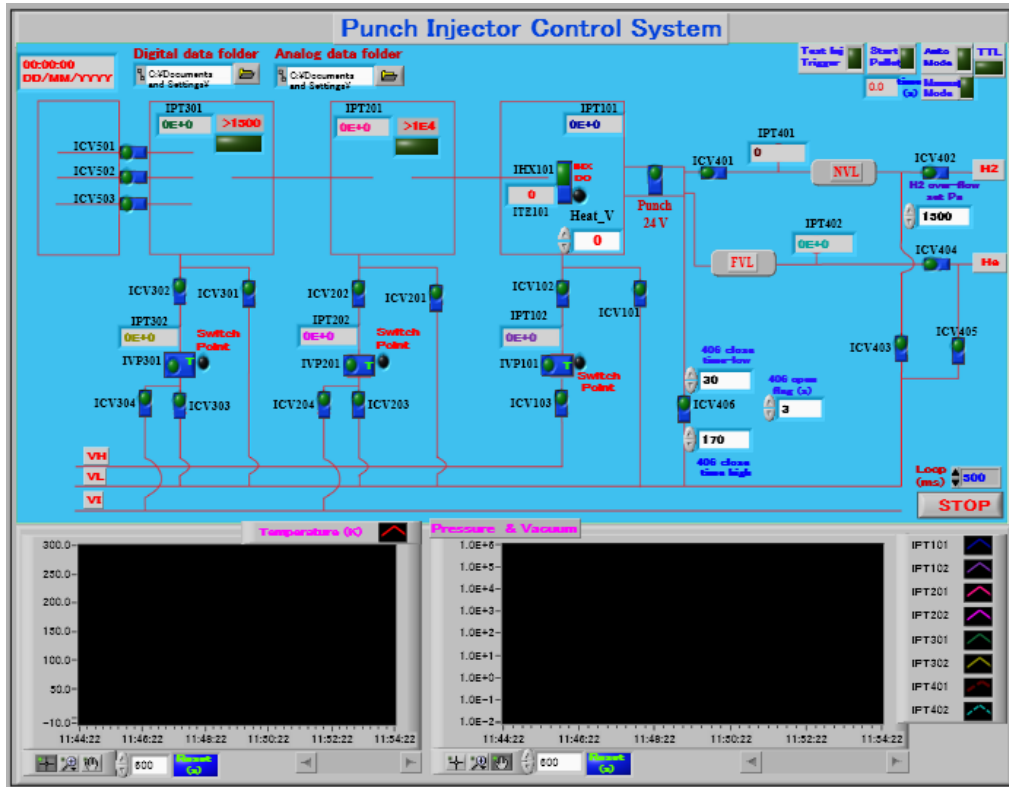 Punch Injector Control System
00:00:00
DD/MM/YYYY
Digital data folder
C:¥Documents
and Settings¥
Analog data folder
C:¥Documents
and Settings¥
Test Inj
Trigger
Start
Pellet
Auto
Mode
TTL
0.0
time
(s)
Manual
Mode
IPT301
0E+0
>1500
IPT201
0E+0
>1E4
IPT101
0E+0
ICV501
ICV502
ICV503
IHX101
0
ITE101
Heat_V
0
Punch
24V
ICV401
IPT401
0
NVL
ICV402
H2
H2 over-flow
set Pa
1500
IPT402
0E+0
FVL
ICV404
He
ICV302
ICV301
ICV202
ICV201
ICV102
ICV101
IPT302
0E+0
Switch
Point
IPT202
0E+0
Switch
Point
IPT102
0E+0
Switch
Point
IVP301
T
IVP201
T
IVP101
T
ICV403
ICV405
406 close
time-low
30
406 open
flag (s)
3
ICV406
170
406 close
time high
ICV304
ICV303
ICV204
ICV203
ICV103
VH
VL
VI
Loop
(ms)
500
STOP
Temperature (K)
300.0
250.0
200.0
150.0
100.0
50.0
-10.0
11:44:22
11:46:22
11:48:22
11:50:22
11:52:22
11:54:22
600
Reset
(s)
Pressure & Vacuum
1.0E+6
1.0E+5
1.0E+4
1.0E+3
1.0E+2
1.0E+1
1.0E+0
1.0E-1
1.0E-2
11:44:22
11:46:22
11:48:22
11:50:22
11:52:22
11:54:22
600
Reset
(s)
IPT101
IPT102
IPT201
IPT202
IPT301
IPT302
IPT401
IPT402